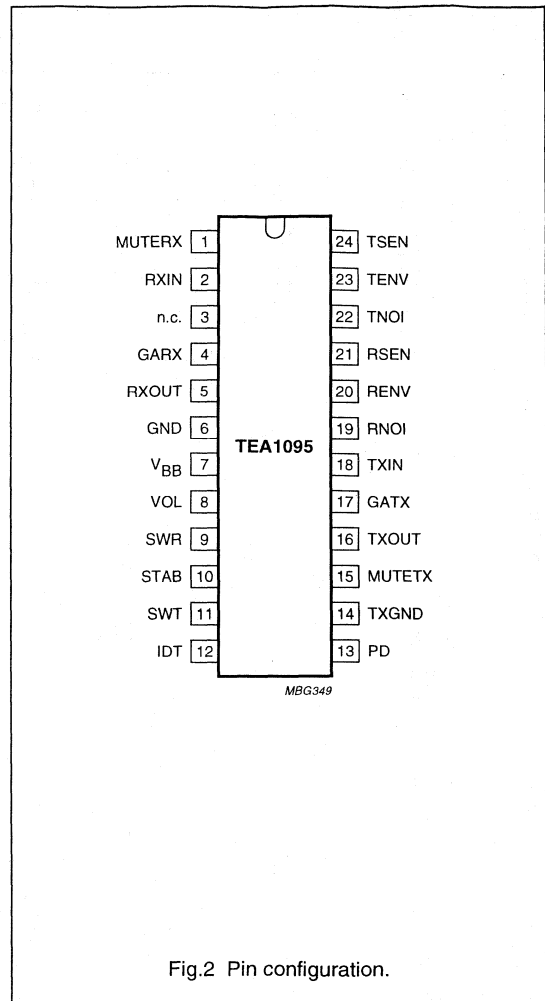 MUTERX 1 24 TSEN
RXIN 2 23 TENV
n.c. 3 22 TNOI
GARX 4 21 RSEN
RXOUT 5 20 RENV
GND 6 19 RNOI
TEA1095
VBB 7 18 TXIN
VOL 8 17 GATX
SWR 9 16 TXOUT
STAB 10 15 MUTETX
SWT 11 14 TXGND
IDT 12 13 PD
MBG349
Fig.2 Pin configuration.